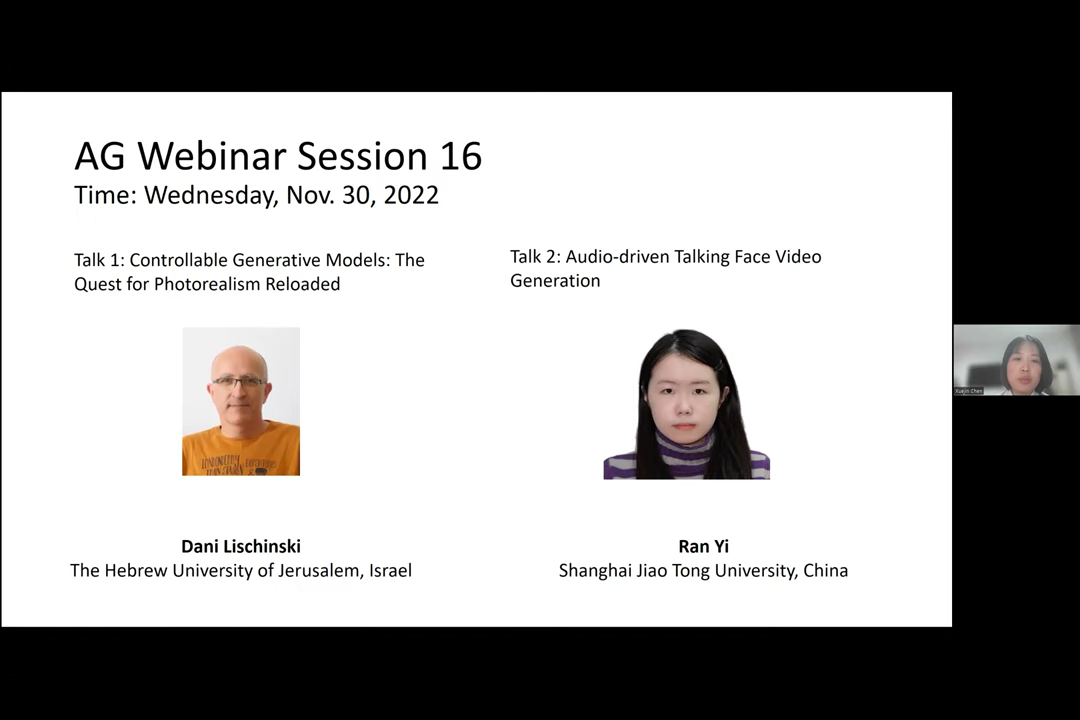 AG Webinar Session 16
Time: Wednesday, Nov. 30, 2022
Talk 1: Controllable Generative Models: The
Quest for Photorealism Reloaded
Talk 2: Audio-driven Talking Face Video
Generation
Dani Lischinski
The Hebrew University of Jerusalem, Israel
Ran Yi
Shanghai Jiao Tong University, China
Xuejin Chen